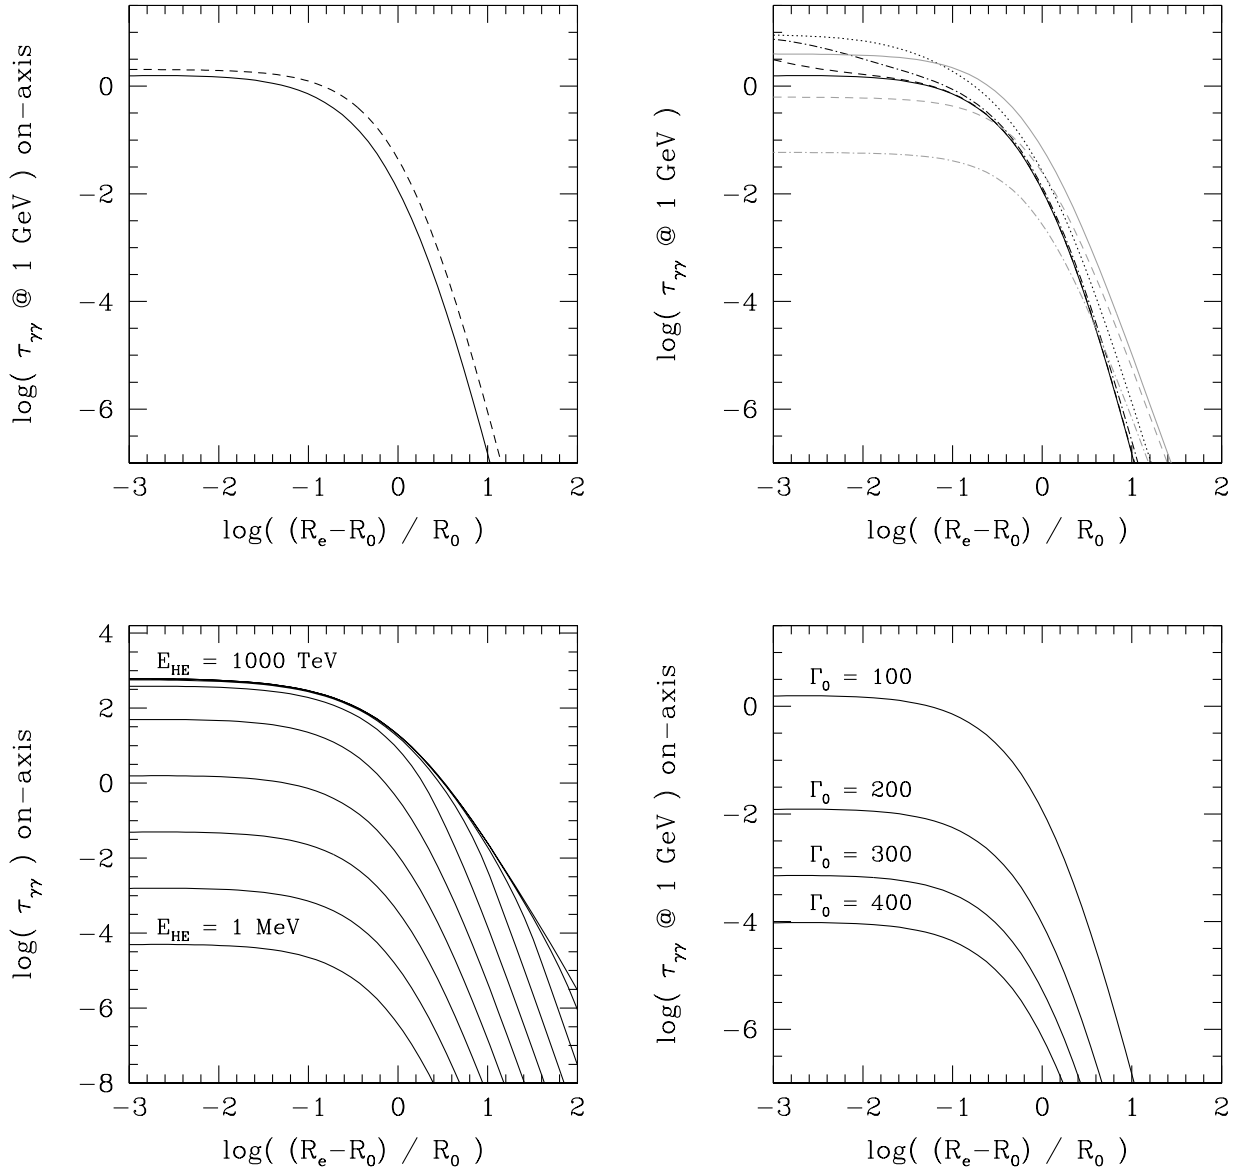 log( τγγ @ 1 GeV ) on-axis
0
-2
-4
-6
-3 -2 -1 0 1 2
log( (Re-R0) / R0 )
log( τγγ @ 1 GeV )
0
-2
-4
-6
-3 -2 -1 0 1 2
log( (Re-R0) / R0 )
log( τγγ ) on-axis
4
2
0
-2
-4
-6
-8
EHE = 1000 TeV
EHE = 1 MeV
-3 -2 -1 0 1 2
log( (Re-R0) / R0 )
log( τγγ @ 1 GeV ) on-axis
0
-2
-4
-6
Γ0 = 100
Γ0 = 200
Γ0 = 300
Γ0 = 400
-3 -2 -1 0 1 2
log( (Re-R0) / R0 )